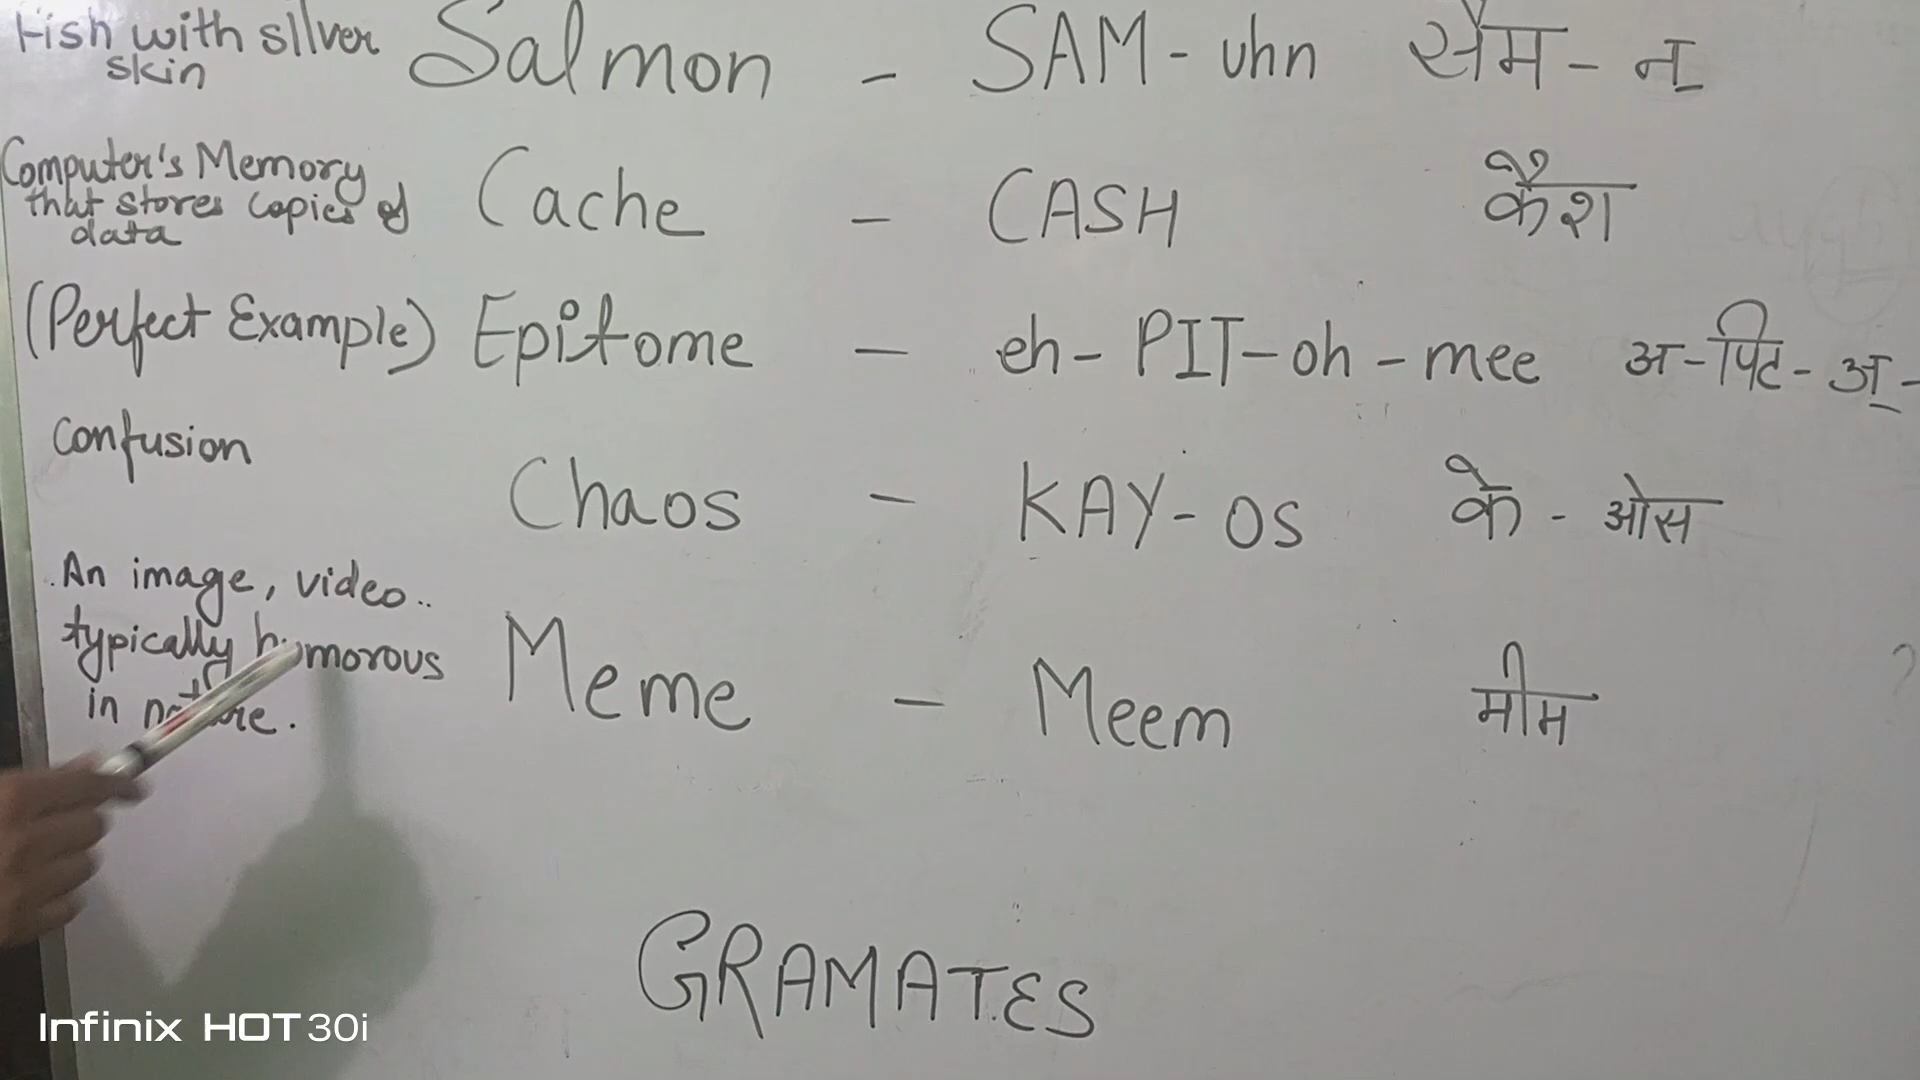 Fish with silver skin Salmon - SAM-uhn सैम-न्
Computer's Memory that stores copies of data Cache - CASH कैश
(Perfect Example) Epitome - eh-PIT-oh-mee अ-पिट-अ्-
Confusion Chaos - KAY-OS के-ओस
An image, video.. typically humorous in nature. Meme - Meem मीम
GRAMATES
Infinix HOT 30i